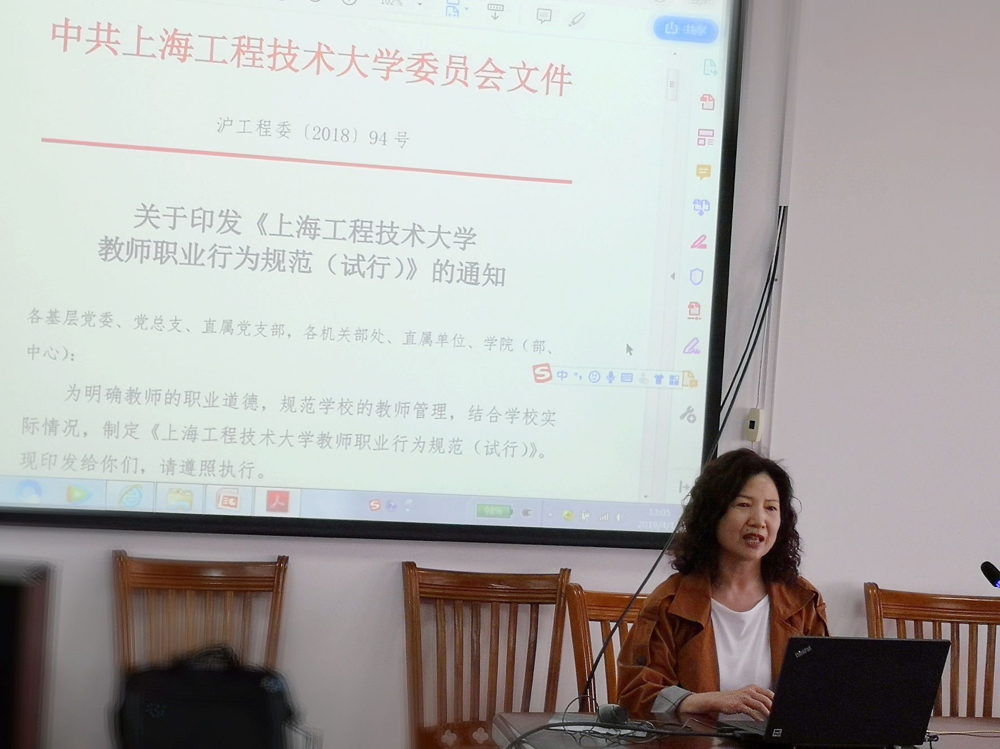 102%
共享
中共上海工程技术大学委员会文件
沪工程委〔2018〕94号
关于印发《上海工程技术大学
教师职业行为规范（试行）》的通知
各基层党委、党总支、直属党支部，各机关部处、直属单位、学院（部、
中心）：
中
为明确教师的职业道德，规范学校的教师管理，结合学校实
际情况，制定《上海工程技术大学教师职业行为规范（试行）》。
现印发给你们，请遵照执行。
98%
13:05
2019/4/1
ThinkPad